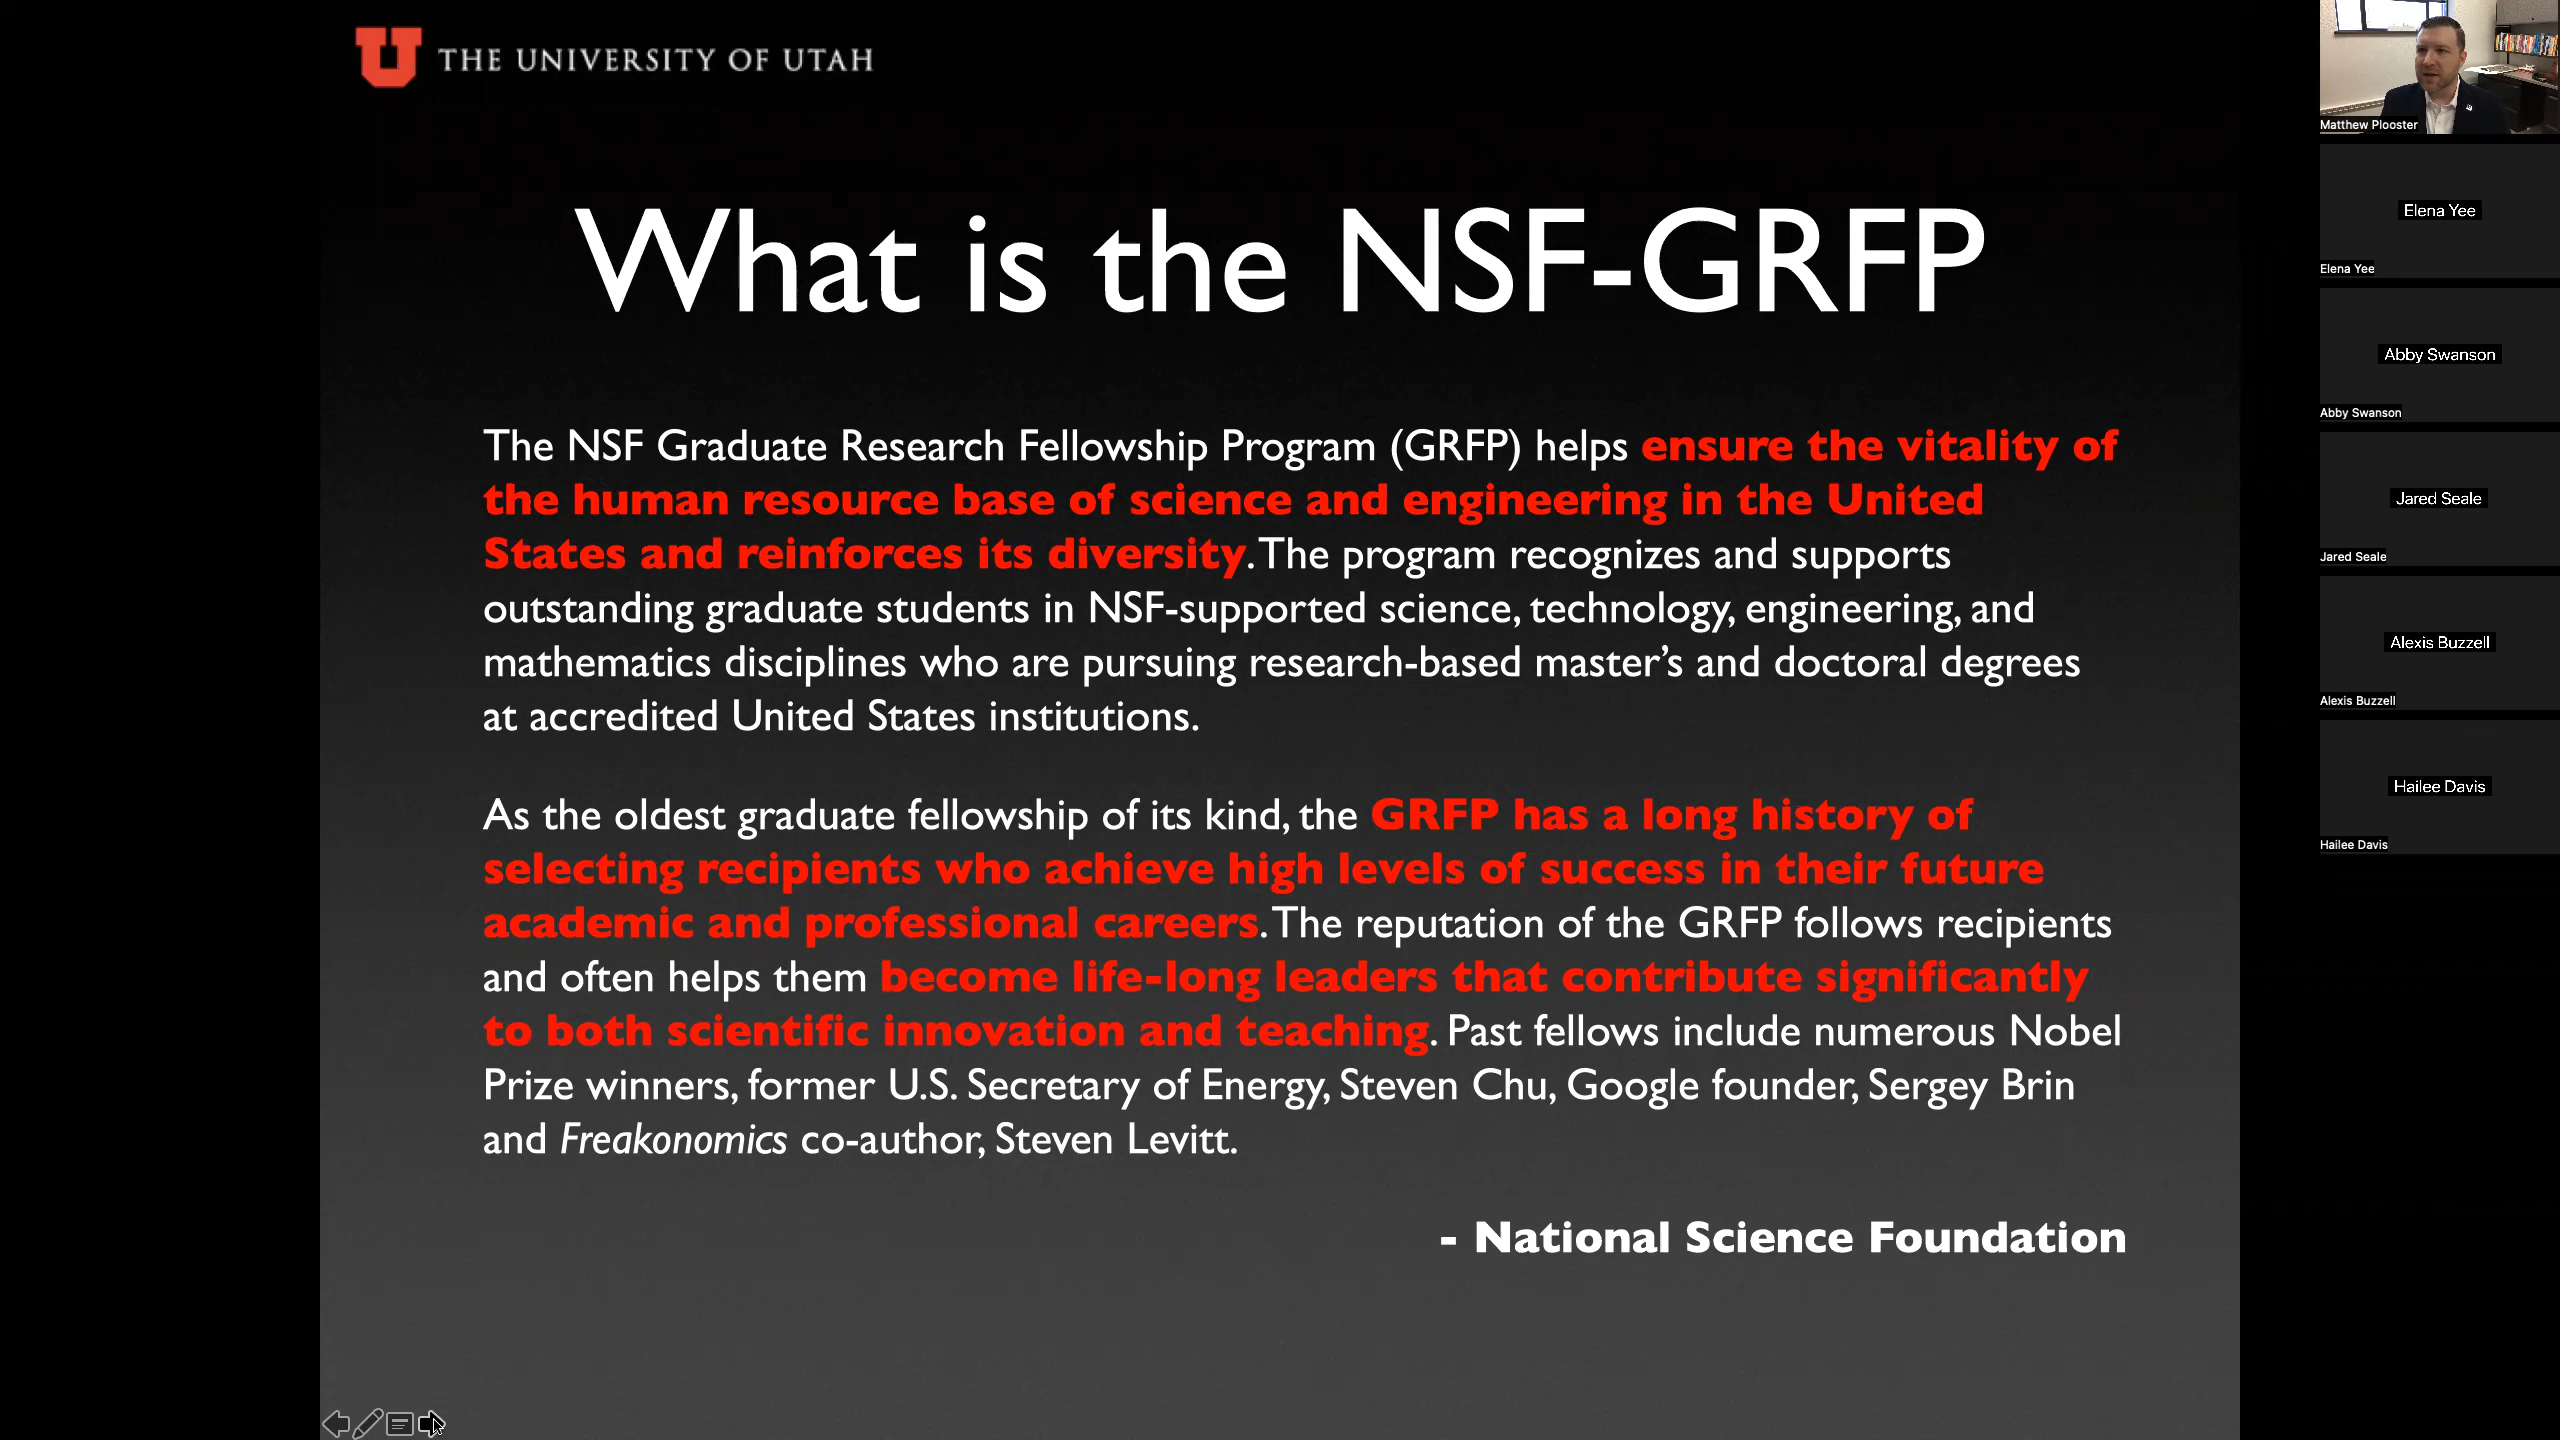 THE UNIVERSITY OF UTAH
What is the NSF-GRFP
The NSF Graduate Research Fellowship Program (GRFP) helps ensure the vitality of
the human resource base of science and engineering in the United
States and reinforces its diversity. The program recognizes and supports
outstanding graduate students in NSF-supported science, technology, engineering, and
mathematics disciplines who are pursuing research-based master’s and doctoral degrees
at accredited United States institutions.
As the oldest graduate fellowship of its kind, the GRFP has a long history of
selecting recipients who achieve high levels of success in their future
academic and professional careers. The reputation of the GRFP follows recipients
and often helps them become life-long leaders that contribute significantly
to both scientific innovation and teaching. Past fellows include numerous Nobel
Prize winners, former U.S. Secretary of Energy, Steven Chu, Google founder, Sergey Brin
and Freakonomics co-author, Steven Levitt.
- National Science Foundation
Matthew Plooster
Elena Yee
Elena Yee
Abby Swanson
Abby Swanson
Jared Seale
Jared Seale
Alexis Buzzell
Alexis Buzzell
Hailee Davis
Hailee Davis